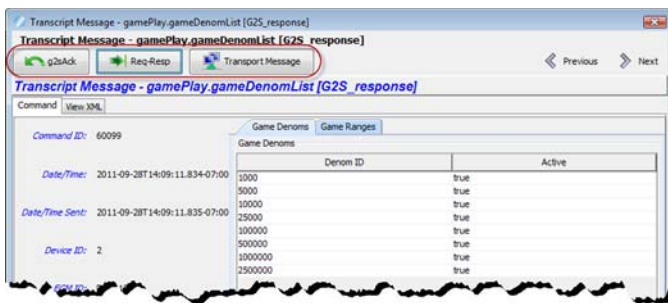 Transcript Message - gamePlay.gameDenomList [G2S_response]
Transcript Message - gamePlay.gameDenomList [G2S_response]
g2sAck Req-Resp Transport Message Previous Next
Transcript Message - gamePlay.gameDenomList [G2S_response]
Command View XML
Command ID: 60099
Date/Time: 2011-09-28T14:09:11.834-07:00
Date/Time Sent: 2011-09-28T14:09:11.835-07:00
Device ID: 2
Game Denoms Game Ranges
Game Denoms
Denom ID Active
1000 true
5000 true
10000 true
25000 true
100000 true
500000 true
1000000 true
2500000 true